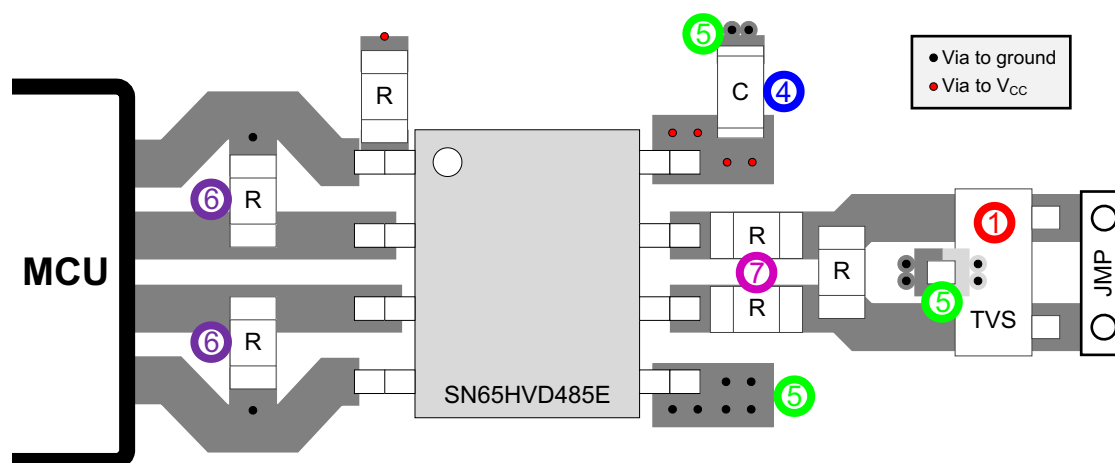 5
Via to ground
Via to VCC
R
C
4
6
R
R
1
MCU
7
R
JMP
5
TVS
6
R
R
SN65HVD485E
5